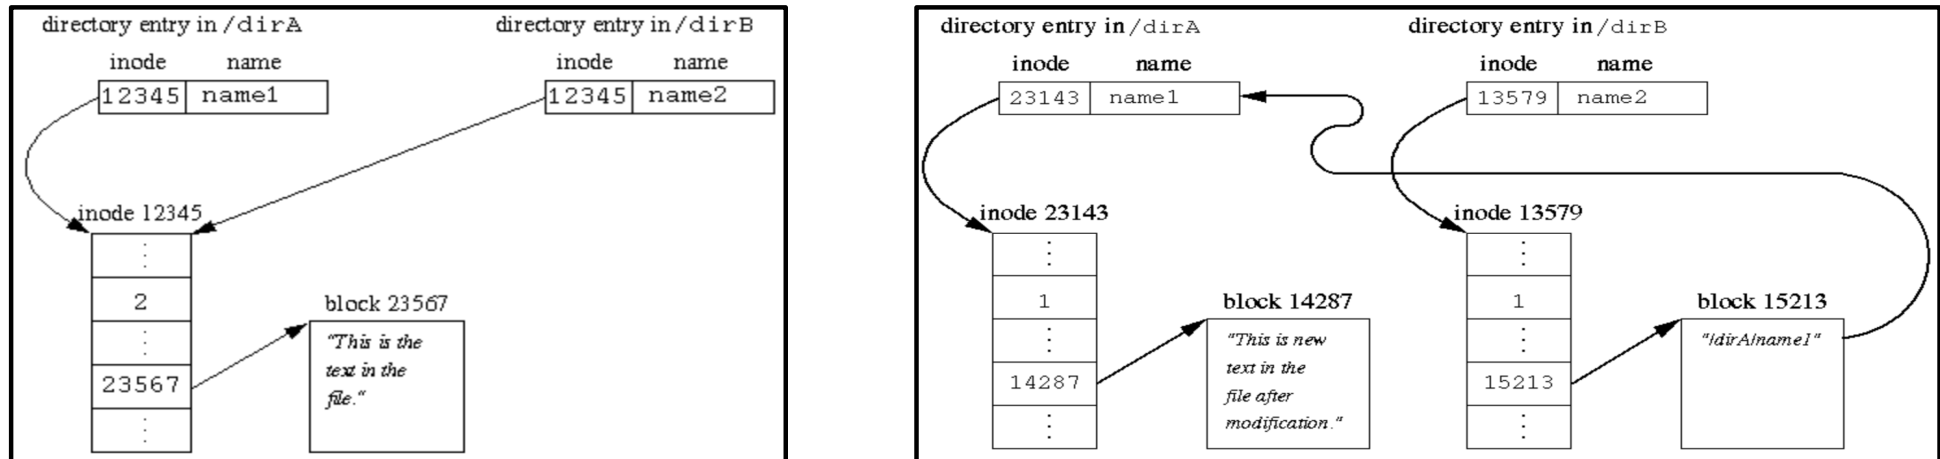 directory entry in /dirA
directory entry in /dirB
inode name
inode name
12345 name1
12345 name2
inode 12345
⋮
2
⋮
23567
⋮
block 23567
"This is the
text in the
file."
directory entry in /dirA
directory entry in /dirB
inode name
inode name
23143 name1
13579 name2
inode 23143
⋮
1
⋮
14287
⋮
block 14287
"This is new
text in the
file after
modification."
inode 13579
⋮
1
⋮
15213
⋮
block 15213
"/dirA/name1"